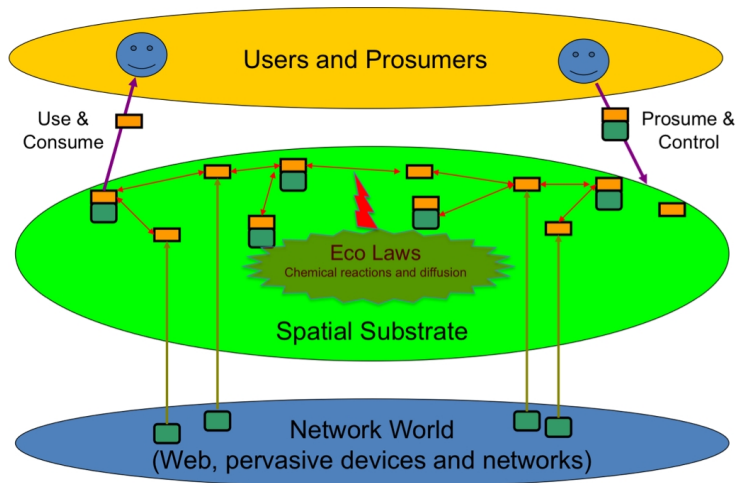 Users and Prosumers
Use &
Consume
Prosume &
Control
Eco Laws
Chemical reactions and diffusion
Spatial Substrate
Network World
(Web, pervasive devices and networks)